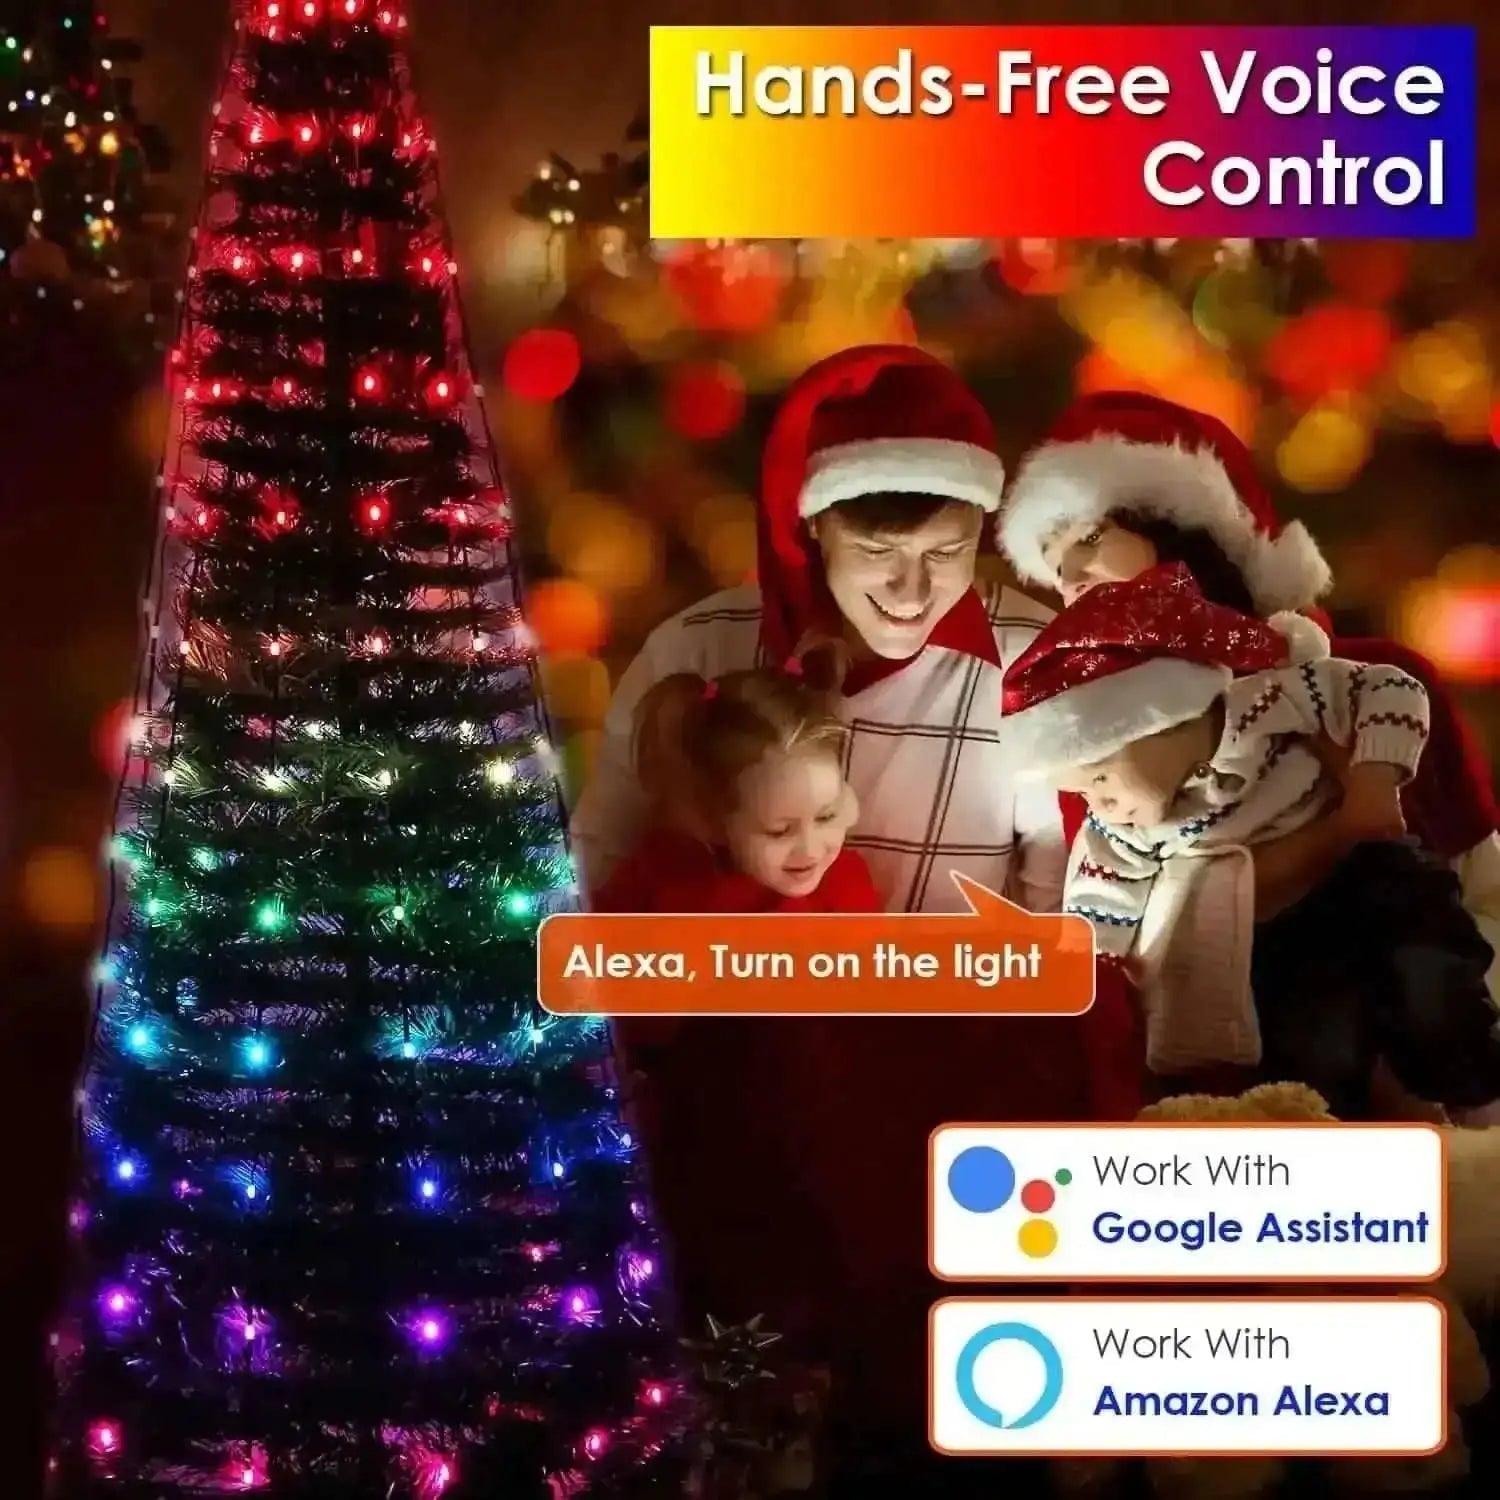 Hands-Free Voice
Control
Alexa, Turn on the light
Work With
Google Assistant
Work With
Amazon Alexa